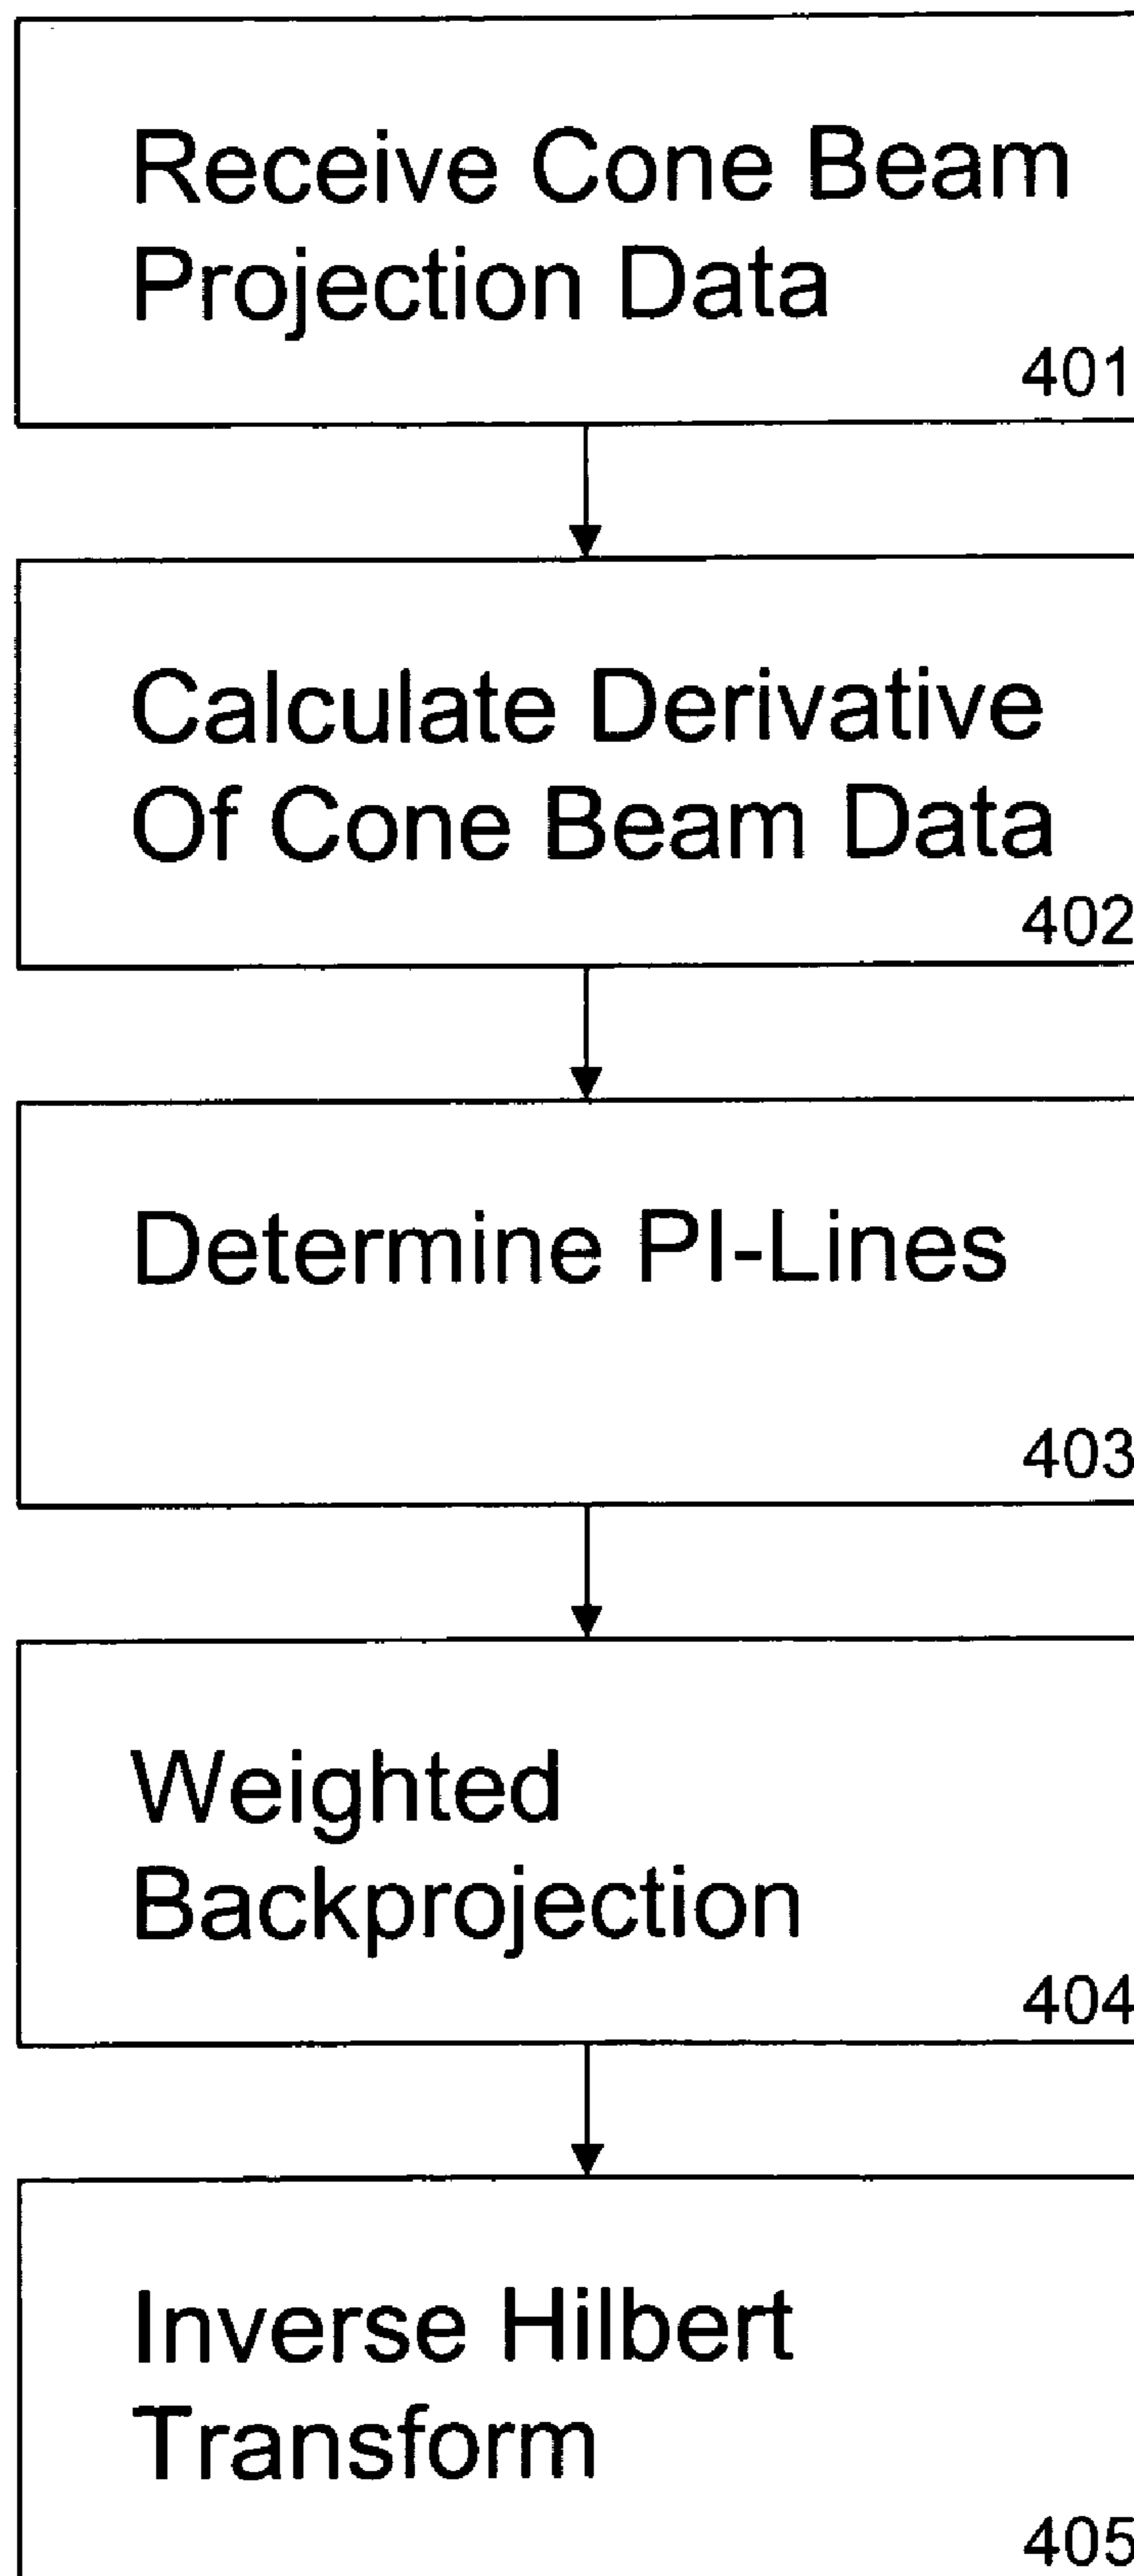 Receive Cone Beam
Projection Data
401
Calculate Derivative
Of Cone Beam Data
402
Determine PI-Lines
403
Weighted
Backprojection
404
Inverse Hilbert
Transform
405